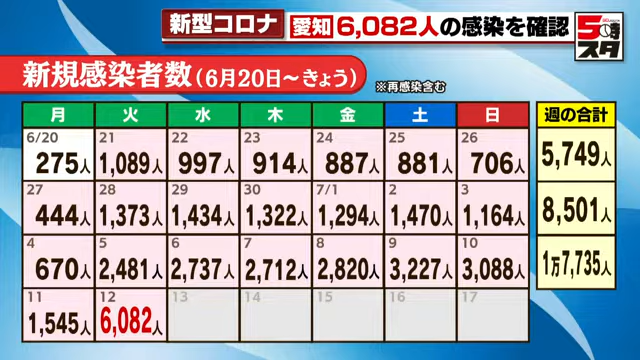 新型コロナ 愛知 6,082人の感染を確認 5時スタ
新規感染者数(6月20日～きょう) ※再感染含む
月 火 水 木 金 土 日 週の合計
6/20 21 22 23 24 25 26
275人 1,089人 997人 914人 887人 881人 706人 5,749人
27 28 29 30 7/1 2 3
444人 1,373人 1,434人 1,322人 1,294人 1,470人 1,164人 8,501人
4 5 6 7 8 9 10
670人 2,481人 2,737人 2,712人 2,820人 3,227人 3,088人 1万7,735人
11 12 13 14 15 16 17
1,545人 6,082人